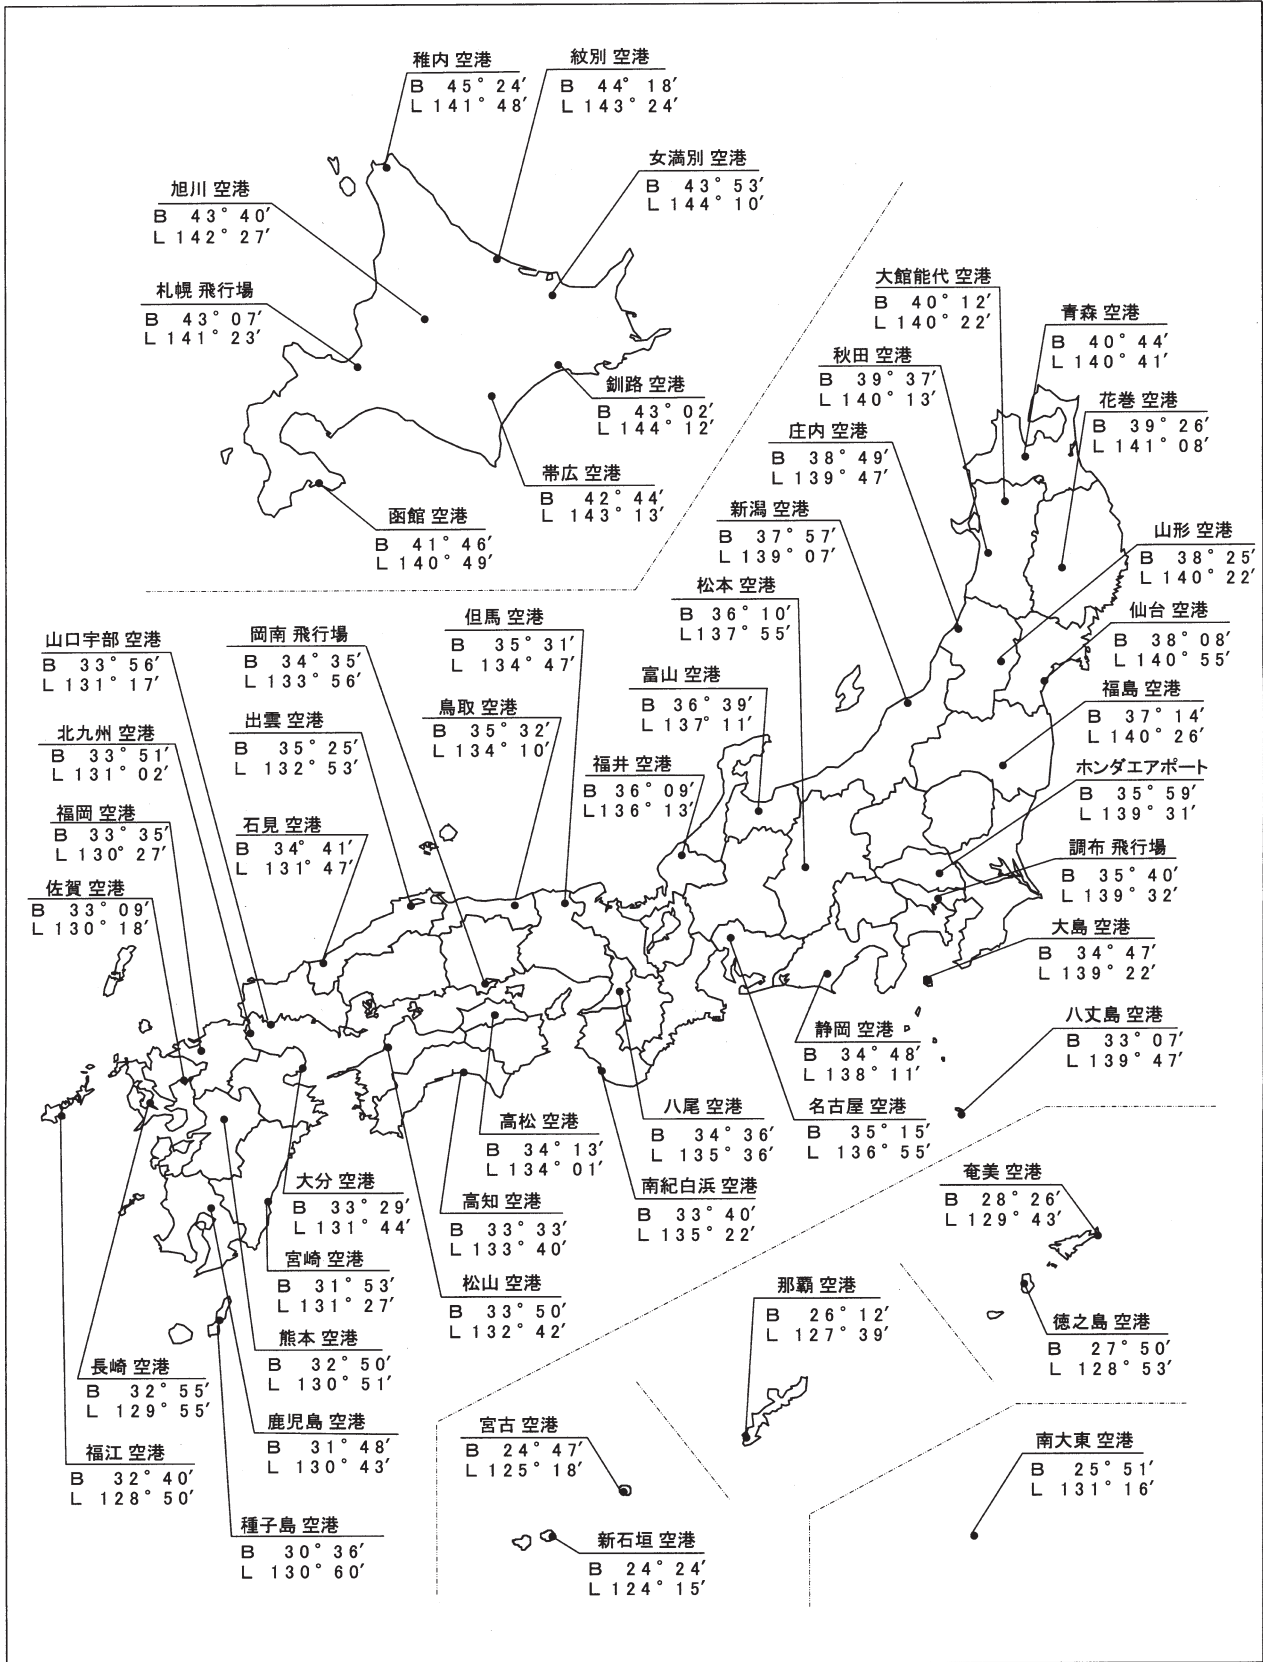 稚内 空港
B 45° 24′
L 141° 48′
紋別 空港
B 44° 18′
L 143° 24′
女満別 空港
B 43° 53′
L 144° 10′
旭川 空港
B 43° 40′
L 142° 27′
札幌 飛行場
B 43° 07′
L 141° 23′
釧路 空港
B 43° 02′
L 144° 12′
帯広 空港
B 42° 44′
L 143° 13′
函館 空港
B 41° 46′
L 140° 49′
大館能代 空港
B 40° 12′
L 140° 22′
青森 空港
B 40° 44′
L 140° 41′
秋田 空港
B 39° 37′
L 140° 13′
花巻 空港
B 39° 26′
L 141° 08′
庄内 空港
B 38° 49′
L 139° 47′
新潟 空港
B 37° 57′
L 139° 07′
山形 空港
B 38° 25′
L 140° 22′
松本 空港
B 36° 10′
L 137° 55′
仙台 空港
B 38° 08′
L 140° 55′
富山 空港
B 36° 39′
L 137° 11′
福島 空港
B 37° 14′
L 140° 26′
福井 空港
B 36° 09′
L 136° 13′
ホンダエアポート
B 35° 59′
L 139° 31′
調布 飛行場
B 35° 40′
L 139° 32′
大島 空港
B 34° 47′
L 139° 22′
八丈島 空港
B 33° 07′
L 139° 47′
山口宇部 空港
B 33° 56′
L 131° 17′
岡南 飛行場
B 34° 35′
L 133° 56′
但馬 空港
B 35° 31′
L 134° 47′
鳥取 空港
B 35° 32′
L 134° 10′
北九州 空港
B 33° 51′
L 131° 02′
出雲 空港
B 35° 25′
L 132° 53′
福岡 空港
B 33° 35′
L 130° 27′
石見 空港
B 34° 41′
L 131° 47′
佐賀 空港
B 33° 09′
L 130° 18′
静岡 空港
B 34° 48′
L 138° 11′
名古屋 空港
B 35° 15′
L 136° 55′
八尾 空港
B 34° 36′
L 135° 36′
南紀白浜 空港
B 33° 40′
L 135° 22′
高松 空港
B 34° 13′
L 134° 01′
高知 空港
B 33° 33′
L 133° 40′
松山 空港
B 33° 50′
L 132° 42′
大分 空港
B 33° 29′
L 131° 44′
宮崎 空港
B 31° 53′
L 131° 27′
熊本 空港
B 32° 50′
L 130° 51′
長崎 空港
B 32° 55′
L 129° 55′
鹿児島 空港
B 31° 48′
L 130° 43′
福江 空港
B 32° 40′
L 128° 50′
種子島 空港
B 30° 36′
L 130° 60′
奄美 空港
B 28° 26′
L 129° 43′
徳之島 空港
B 27° 50′
L 128° 53′
那覇 空港
B 26° 12′
L 127° 39′
宮古 空港
B 24° 47′
L 125° 18′
新石垣 空港
B 24° 24′
L 124° 15′
南大東 空港
B 25° 51′
L 131° 16′